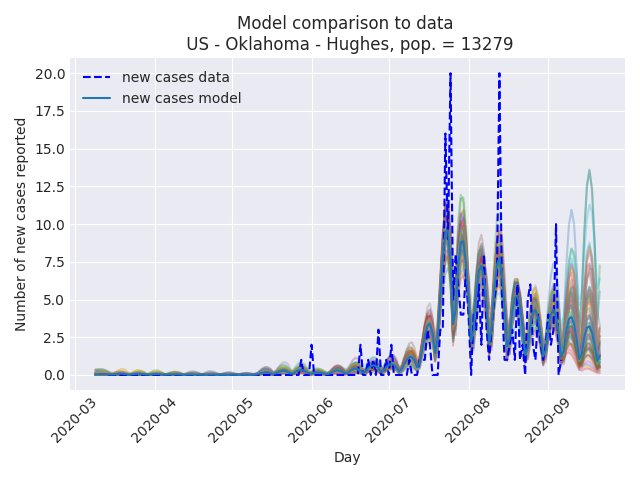 Model comparison to data
US - Oklahoma - Hughes, pop. = 13279
new cases data
new cases model
Number of new cases reported
20.0
17.5
15.0
12.5
10.0
7.5
5.0
2.5
0.0
2020-03
2020-04
2020-05
2020-06
2020-07
2020-08
2020-09
Day